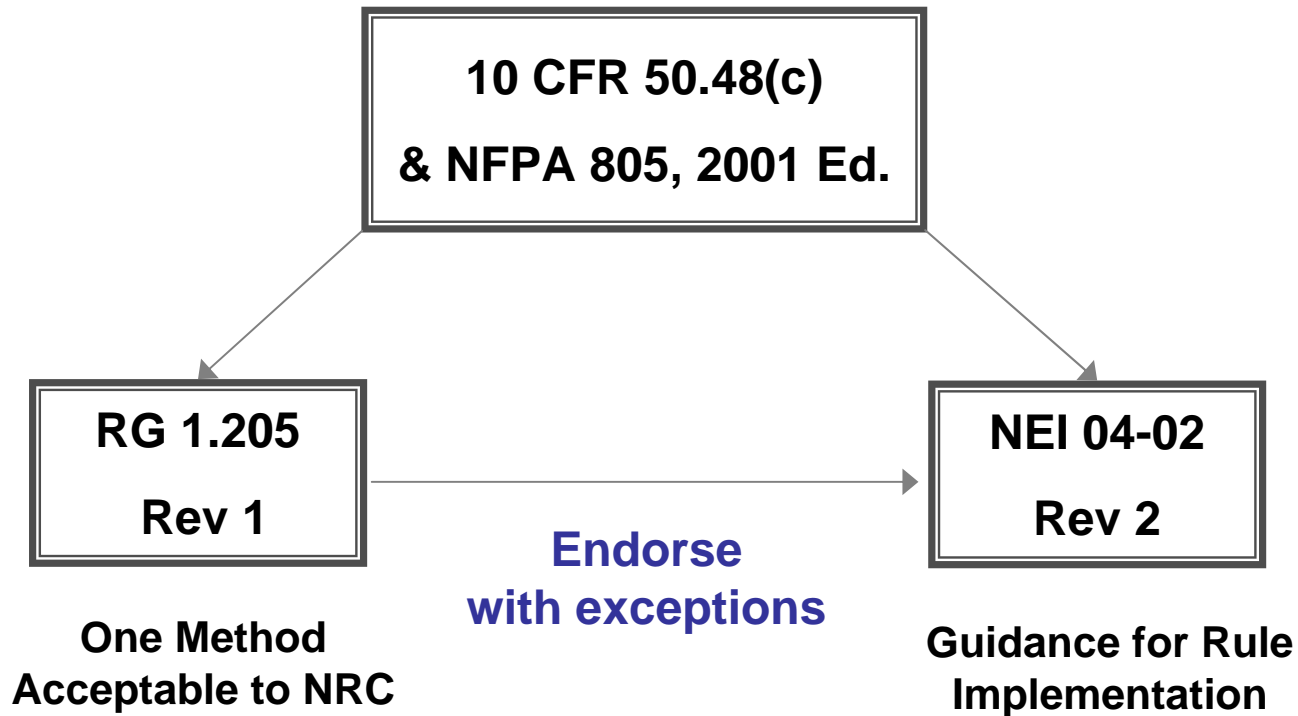 10 CFR 50.48(c)
& NFPA 805, 2001 Ed.
RG 1.205
Rev 1
NEI 04-02
Rev 2
Endorse
with exceptions
One Method
Acceptable to NRC
Guidance for Rule
Implementation